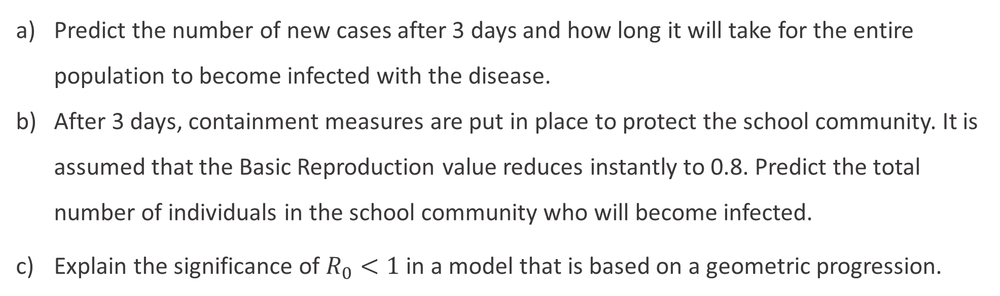 a) Predict the number of new cases after 3 days and how long it will take for the entire
population to become infected with the disease.
b) After 3 days, containment measures are put in place to protect the school community. It is
assumed that the Basic Reproduction value reduces instantly to 0.8. Predict the total
number of individuals in the school community who will become infected.
c) Explain the significance of R₀ < 1 in a model that is based on a geometric progression.